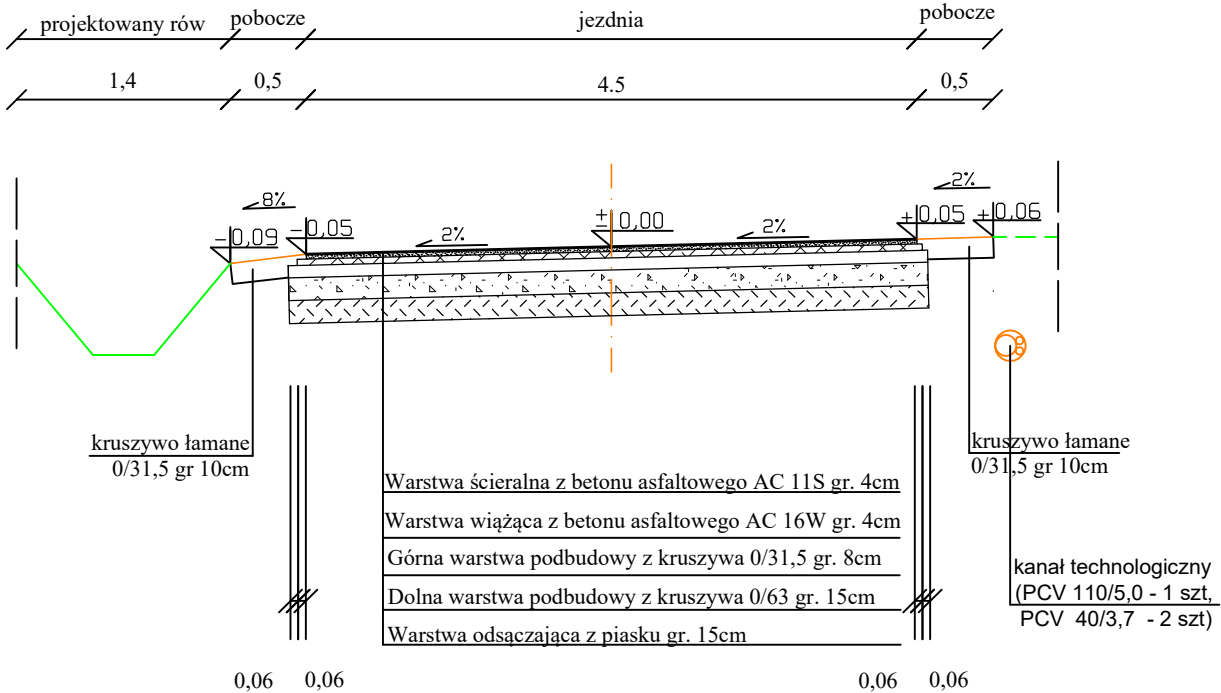 projektowany rów
pobocze
jezdnia
pobocze
1,4
0,5
4.5
0,5
8%
2%
-0,09
-0,05
2%
±0,00
2%
+0,05
+0,06
kruszywo łamane
0/31,5 gr 10cm
kruszywo łamane
0/31,5 gr 10cm
Warstwa ścieralna z betonu asfaltowego AC 11S gr. 4cm
Warstwa wiążąca z betonu asfaltowego AC 16W gr. 4cm
Górna warstwa podbudowy z kruszywa 0/31,5 gr. 8cm
Dolna warstwa podbudowy z kruszywa 0/63 gr. 15cm
Warstwa odsączająca z piasku gr. 15cm
kanał technologiczny
(PCV 110/5,0 - 1 szt,
PCV 40/3,7 - 2 szt)
0,06
0,06
0,06
0,06